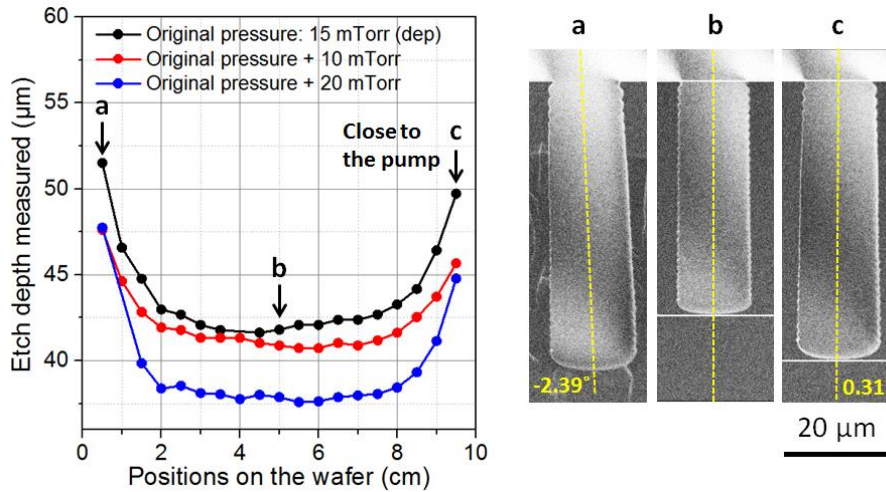 60
55
50
45
40
Etch depth measured (µm)
Original pressure: 15 mTorr (dep)
Original pressure + 10 mTorr
Original pressure + 20 mTorr
a
b
Close to
the pump
c
0
2
4
6
8
10
Positions on the wafer (cm)
a
b
c
-2.39°
0.31
20 µm